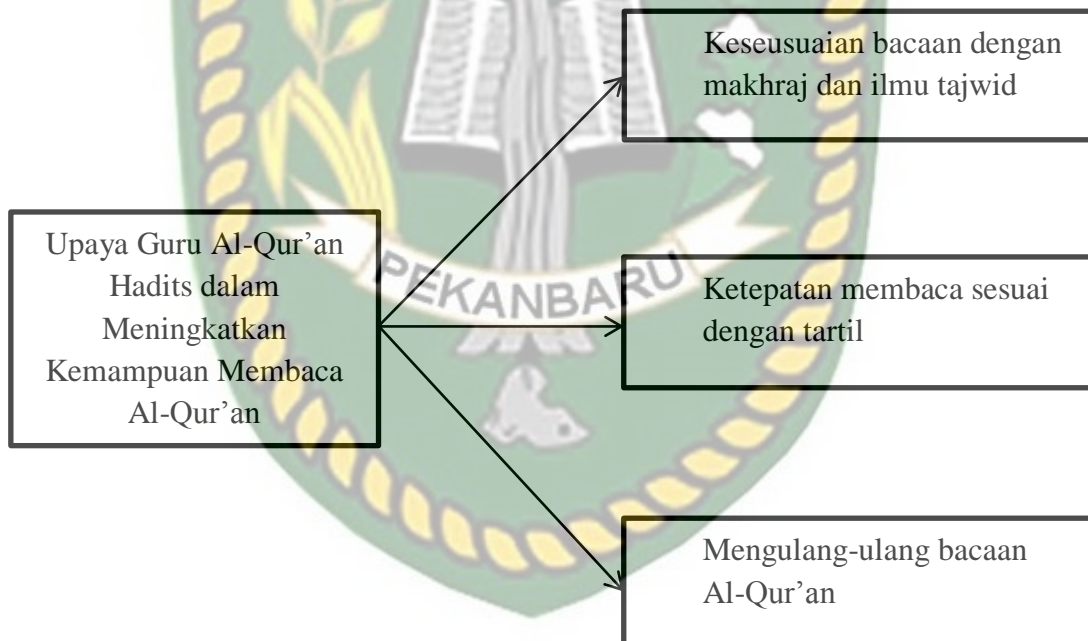 Keseusuaian bacaan dengan
makhraj dan ilmu tajwid
Upaya Guru Al-Qur’an
Hadits dalam
Meningkatkan
Kemampuan Membaca
Al-Qur’an
PEKANBARU
Ketepatan membaca sesuai
dengan tartil
Mengulang-ulang bacaan
Al-Qur’an